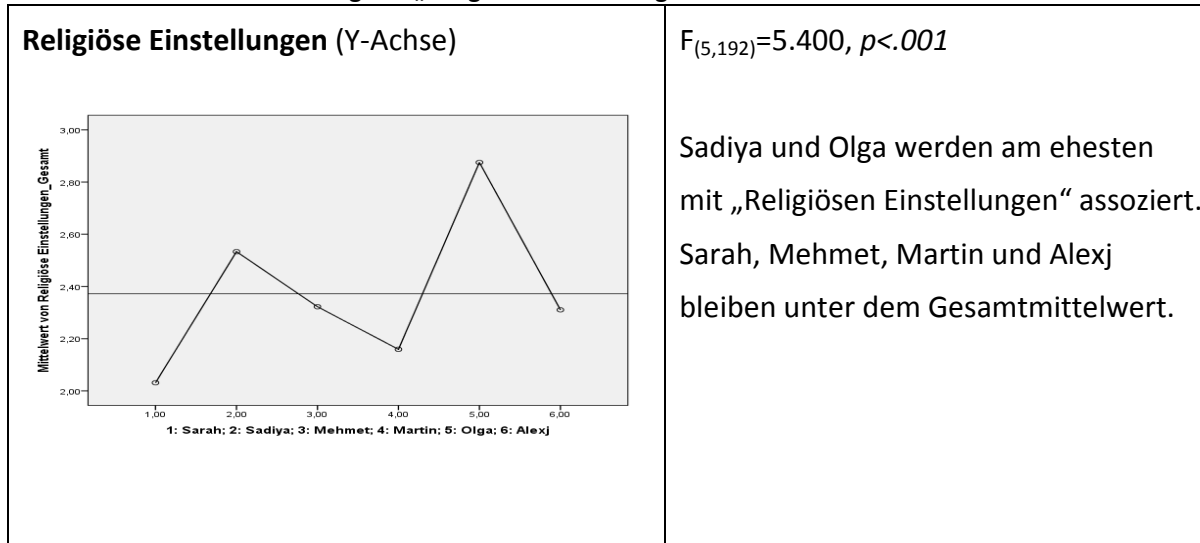 Religiöse Einstellungen (Y-Achse)
Mittelwert von Religiöse Einstellungen_Gesamt
3,00
2,80
2,60
2,40
2,20
2,00
1,00 2,00 3,00 4,00 5,00 6,00
1: Sarah; 2: Sadiya; 3: Mehmet; 4: Martin; 5: Olga; 6: Alexj
F(5,192)=5.400, p<.001
Sadiya und Olga werden am ehesten
mit „Religiösen Einstellungen“ assoziert.
Sarah, Mehmet, Martin und Alexj
bleiben unter dem Gesamtmittelwert.